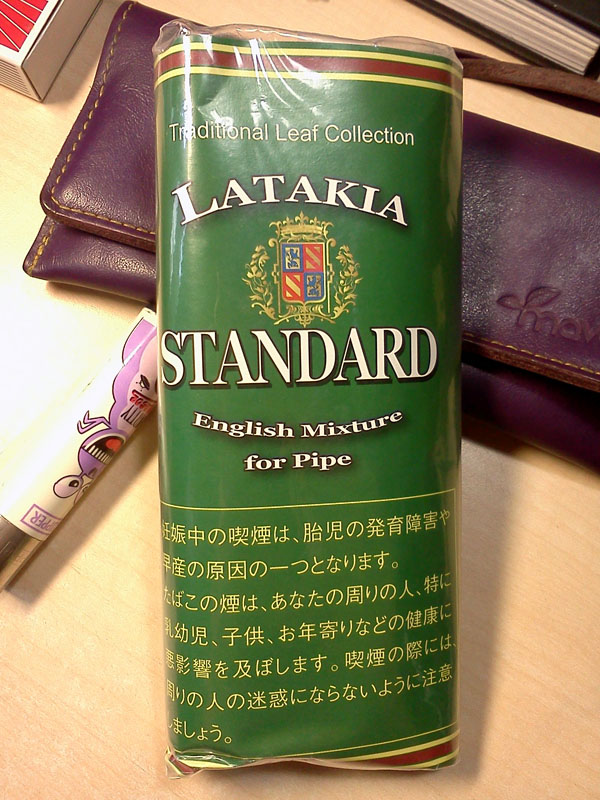 Traditional Leaf Collection
LATAKIA
STANDARD
English Mixture
for Pipe
妊娠中の喫煙は、胎児の発育障害や
早産の原因の一つとなります。
たばこの煙は、あなたの周りの人、特に
乳幼児、子供、お年寄りなどの健康に
悪影響を及ぼします。喫煙の際には、
周りの人の迷惑にならないように注意
しましょう。